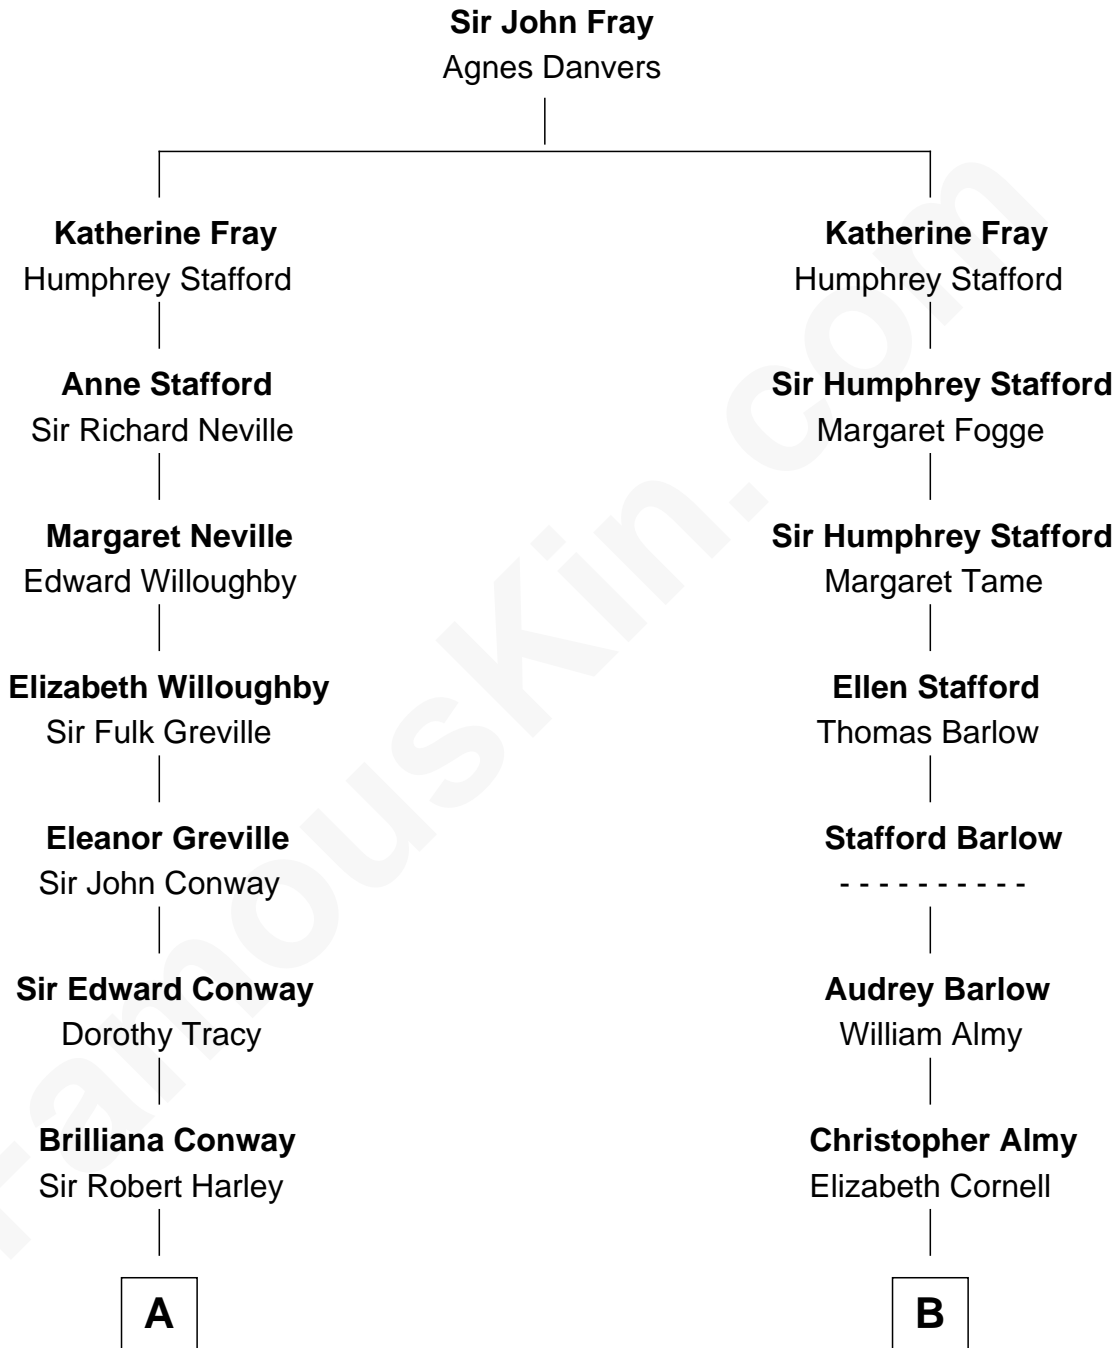 Sir John Fray
Agnes Danvers
Katherine Fray
Humphrey Stafford
Katherine Fray
Humphrey Stafford
Anne Stafford
Sir Richard Neville
Sir Humphrey Stafford
Margaret Fogge
Margaret Neville
Edward Willoughby
Sir Humphrey Stafford
Margaret Tame
Elizabeth Willoughby
Sir Fulk Greville
Ellen Stafford
Thomas Barlow
Eleanor Greville
Sir John Conway
Stafford Barlow
- - - - - - - - - -
Sir Edward Conway
Dorothy Tracy
Audrey Barlow
William Almy
Brilliana Conway
Sir Robert Harley
Christopher Almy
Elizabeth Cornell
A
B
FamousKin.com